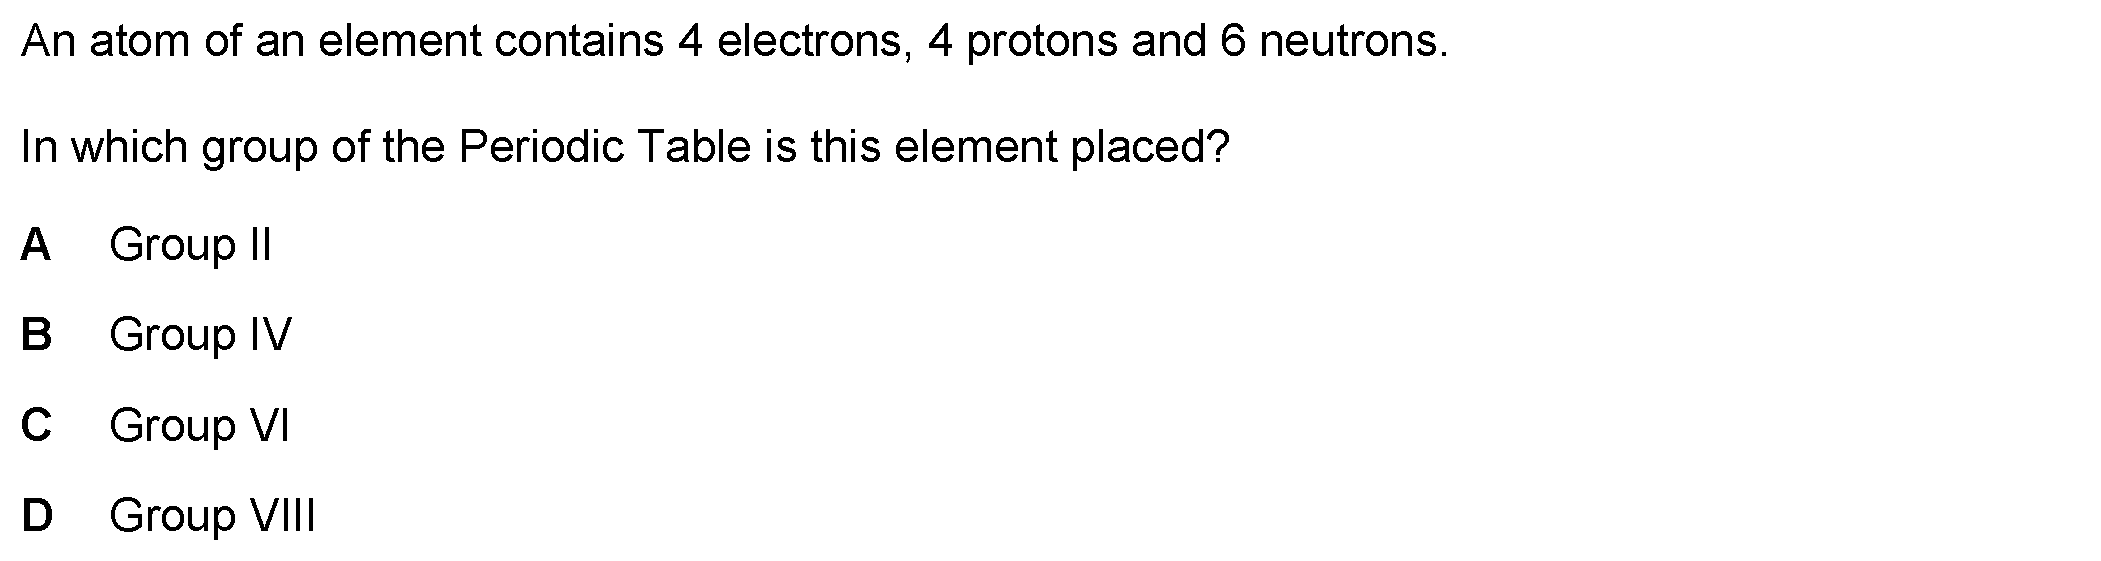 An atom of an element contains 4 electrons, 4 protons and 6 neutrons.
In which group of the Periodic Table is this element placed?
A Group II
B Group IV
C Group VI
D Group VIII